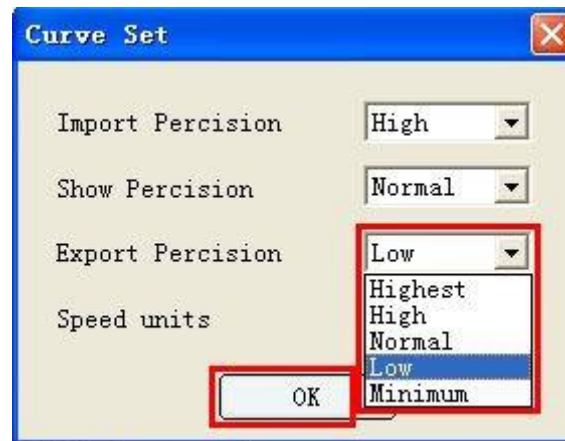 Curve Set
Import Percision High
Show Percision Normal
Export Percision Low
Highest
High
Speed units
Normal
Low
OK
Minimum